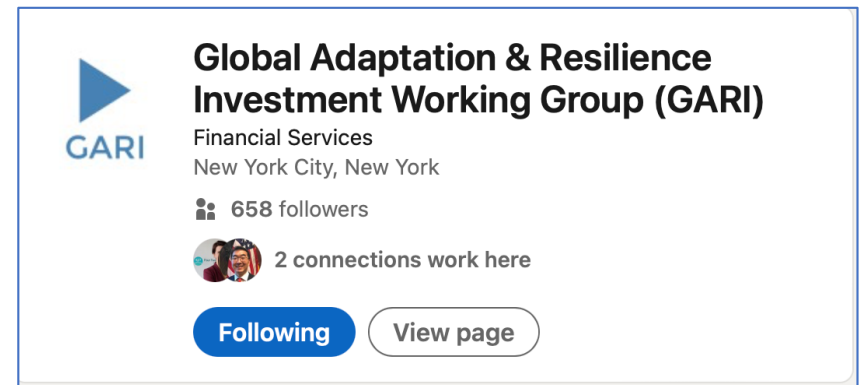 Global Adaptation & Resilience
Investment Working Group (GARI)
GARI
Financial Services
New York City, New York
658 followers
2 connections work here
Following
View page